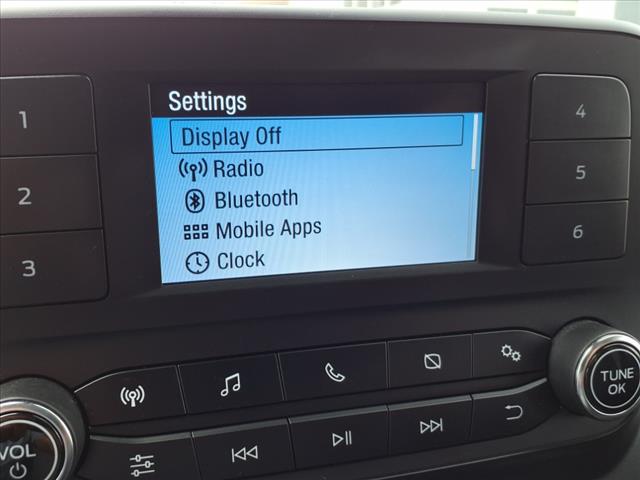 Settings
Display Off
Radio
Bluetooth
Mobile Apps
Clock
1
2
3
4
5
6
VOL
TUNE
OK